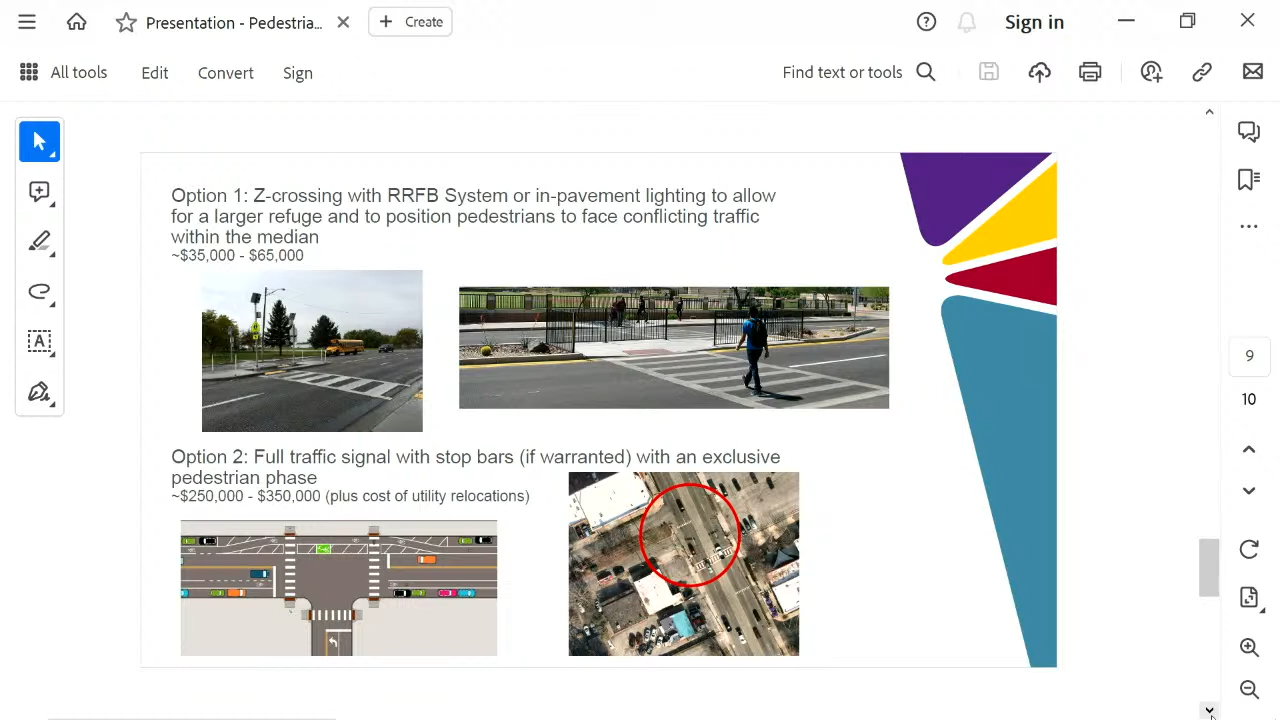 Presentation - Pedestria...
Create
Sign in
All tools
Edit
Convert
Sign
Find text or tools
Option 1: Z-crossing with RRFB System or in-pavement lighting to allow
for a larger refuge and to position pedestrians to face conflicting traffic
within the median
~$35,000 - $65,000
Option 2: Full traffic signal with stop bars (if warranted) with an exclusive
pedestrian phase
~$250,000 - $350,000 (plus cost of utility relocations)
9
10